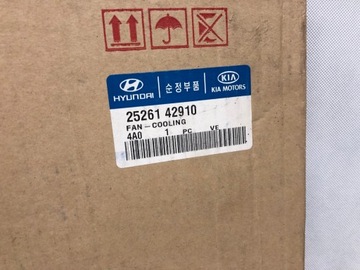 HYUNDAI 순정부품 KIA KIA MOTORS
25261 42910
FAN-COOLING
4A0 1 PC VE